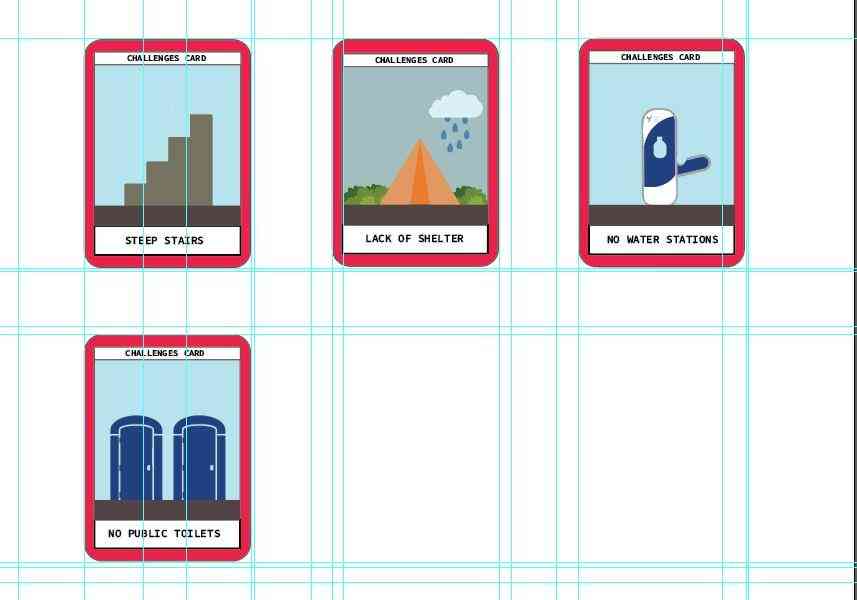 CHALLENGES CARD
STEEP STAIRS
CHALLENGES CARD
LACK OF SHELTER
CHALLENGES CARD
NO WATER STATIONS
CHALLENGES CARD
NO PUBLIC TOILETS